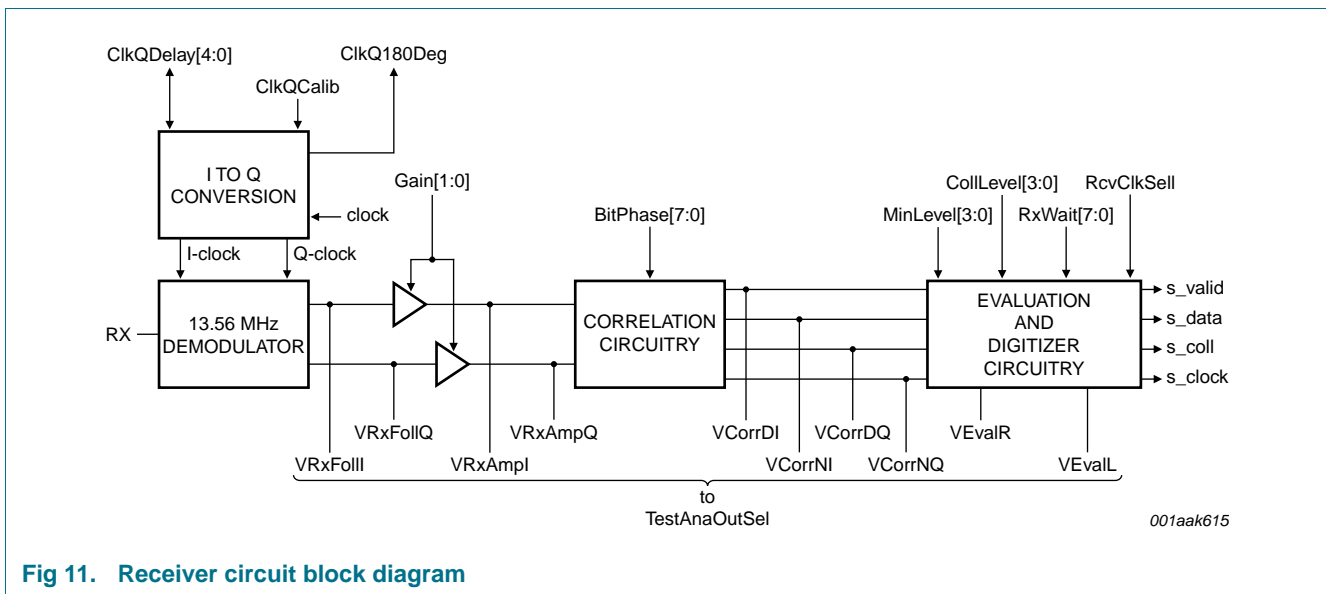 ClkQDelay[4:0]
ClkQ180Deg
ClkQCalib
I TO Q
CONVERSION
clock
I-clock
Q-clock
Gain[1:0]
BitPhase[7:0]
CollLevel[3:0]
RcvClkSell
MinLevel[3:0]
RxWait[7:0]
RX
13.56 MHz
DEMODULATOR
CORRELATION
CIRCUITRY
EVALUATION
AND
DIGITIZER
CIRCUITRY
s_valid
s_data
s_coll
s_clock
VRxFollQ
VRxAmpQ
VCorrDI
VCorrDQ
VEvalR
VRxFollI
VRxAmpI
VCorrNI
VCorrNQ
VEvalL
to
TestAnaOutSel
001aak615
Fig 11. Receiver circuit block diagram